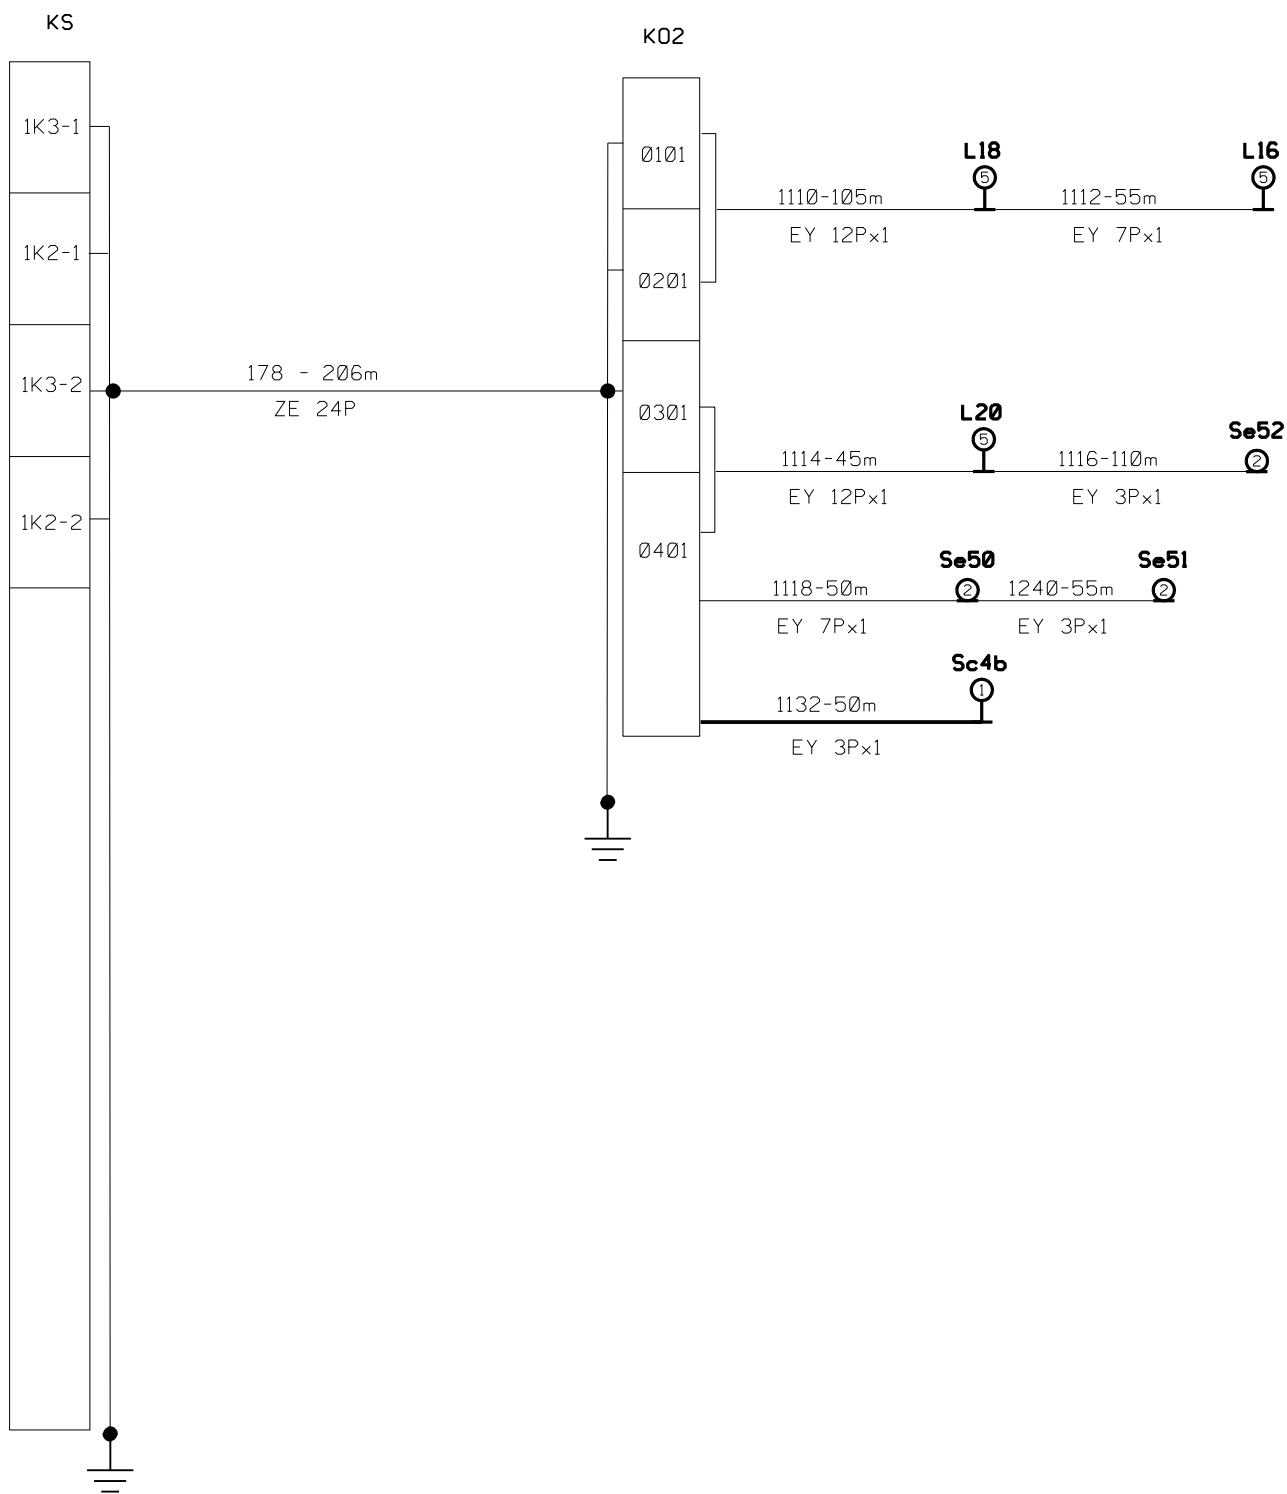 KS
K02
1K3-1
1K2-1
1K3-2
1K2-2
178 - 206m
ZE 24P
0101
0201
0301
0401
L18
5
L16
5
1110-105m
EY 12Px1
1112-55m
EY 7Px1
L20
5
Se52
2
1114-45m
EY 12Px1
1116-110m
EY 3Px1
Se50
2
Se51
2
1118-50m
EY 7Px1
1240-55m
EY 3Px1
Sc4b
1
1132-50m
EY 3Px1